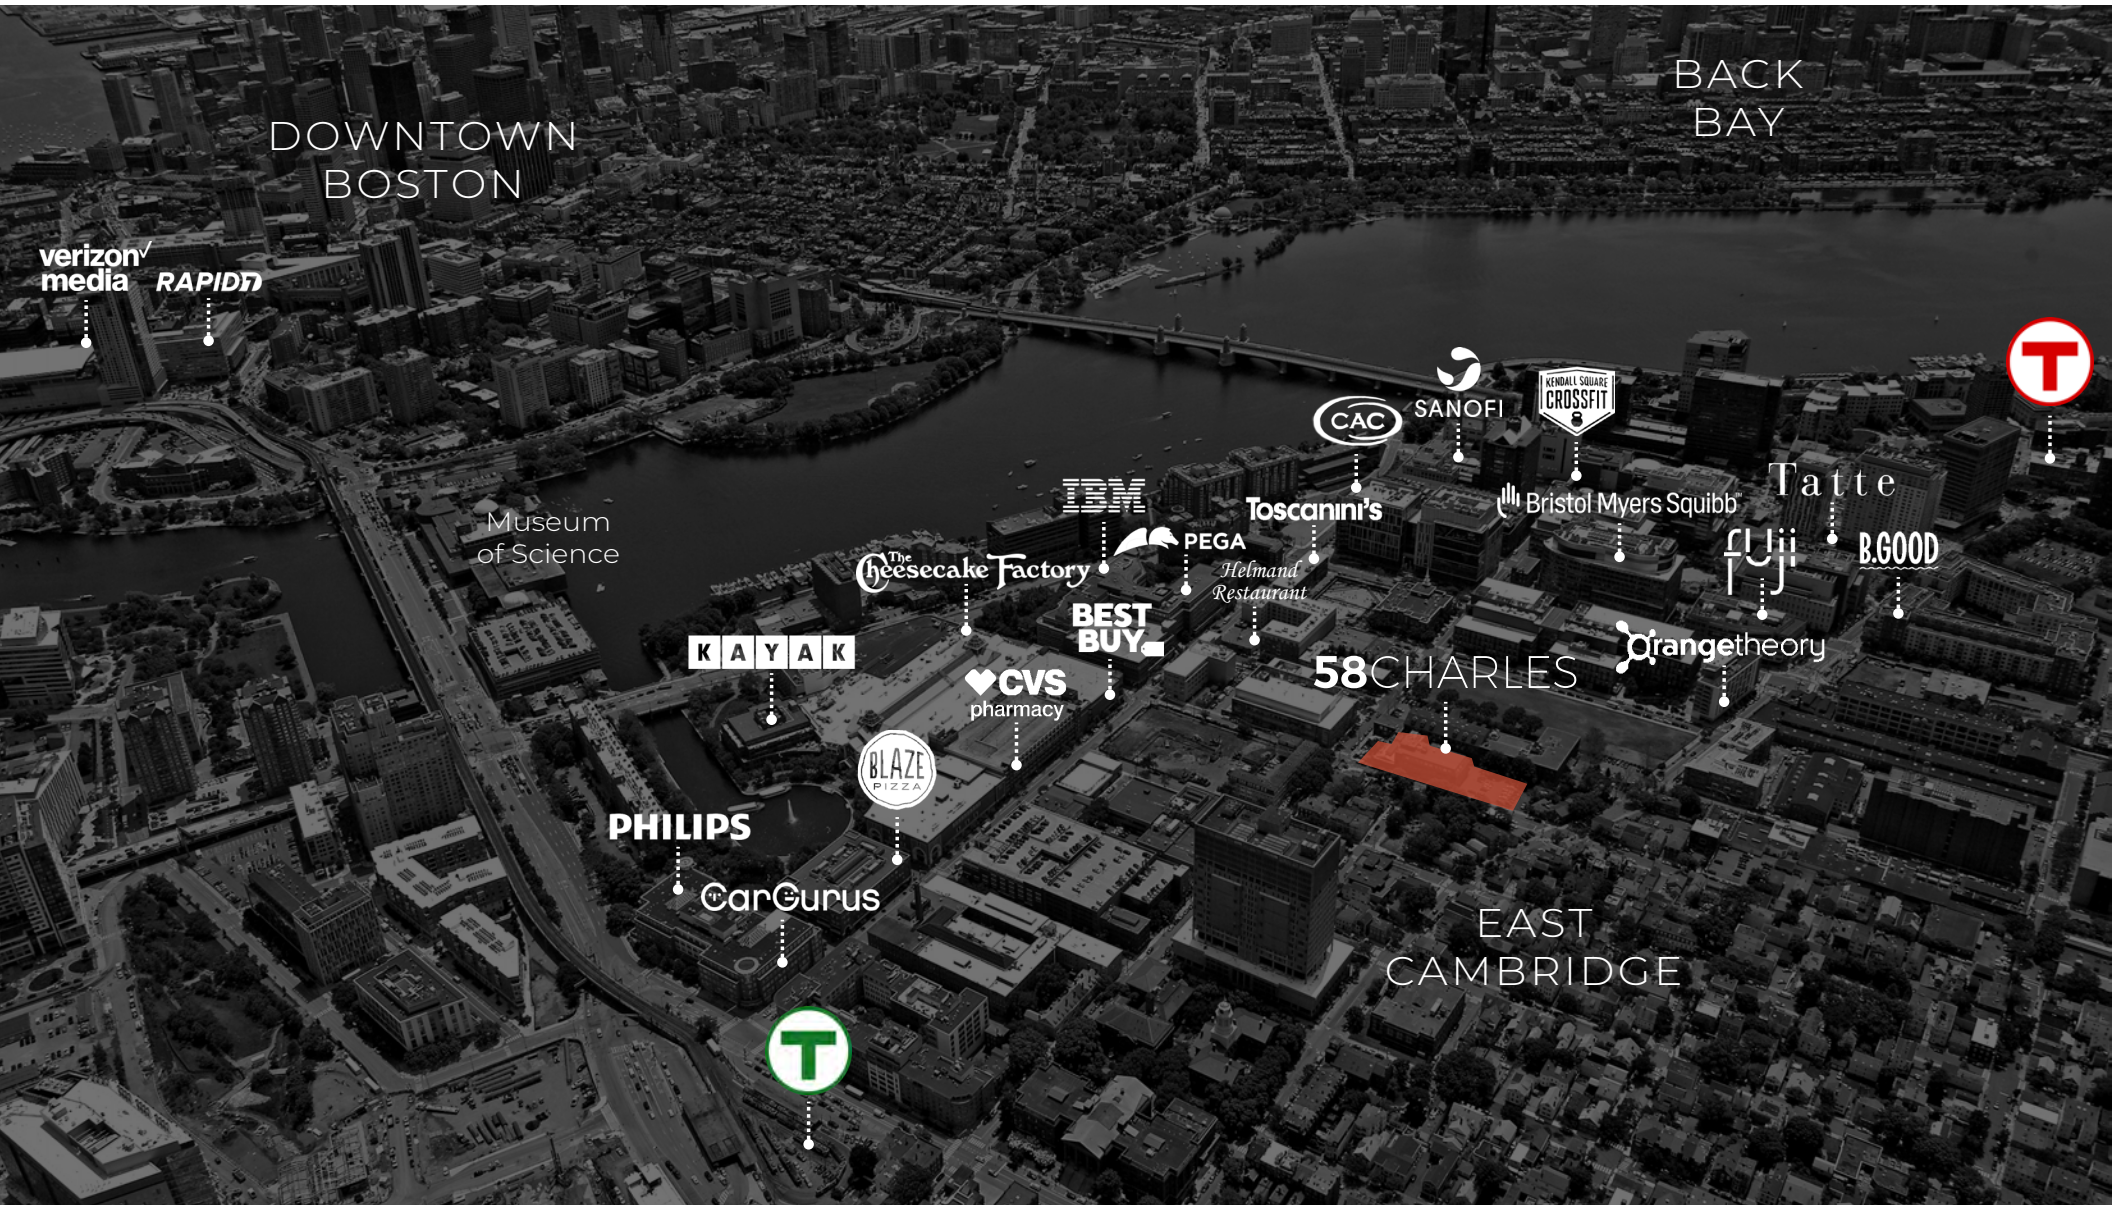 BACK
BAY
DOWNTOWN
BOSTON
verizon✓
media
RAPID7
T
SANOFI
KENDALL SQUARE
CROSSFIT
CAC
Tatte
IBM
Toscanini's
Bristol Myers Squibb™
Museum
of Science
PEGA
fuji
B.GOOD
The
Cheesecake Factory
Helmand
Restaurant
BEST
BUY
KAYAK
Orangetheory
58CHARLES
CVS
pharmacy
BLAZE
PIZZA
PHILIPS
CarGurus
EAST
CAMBRIDGE
T